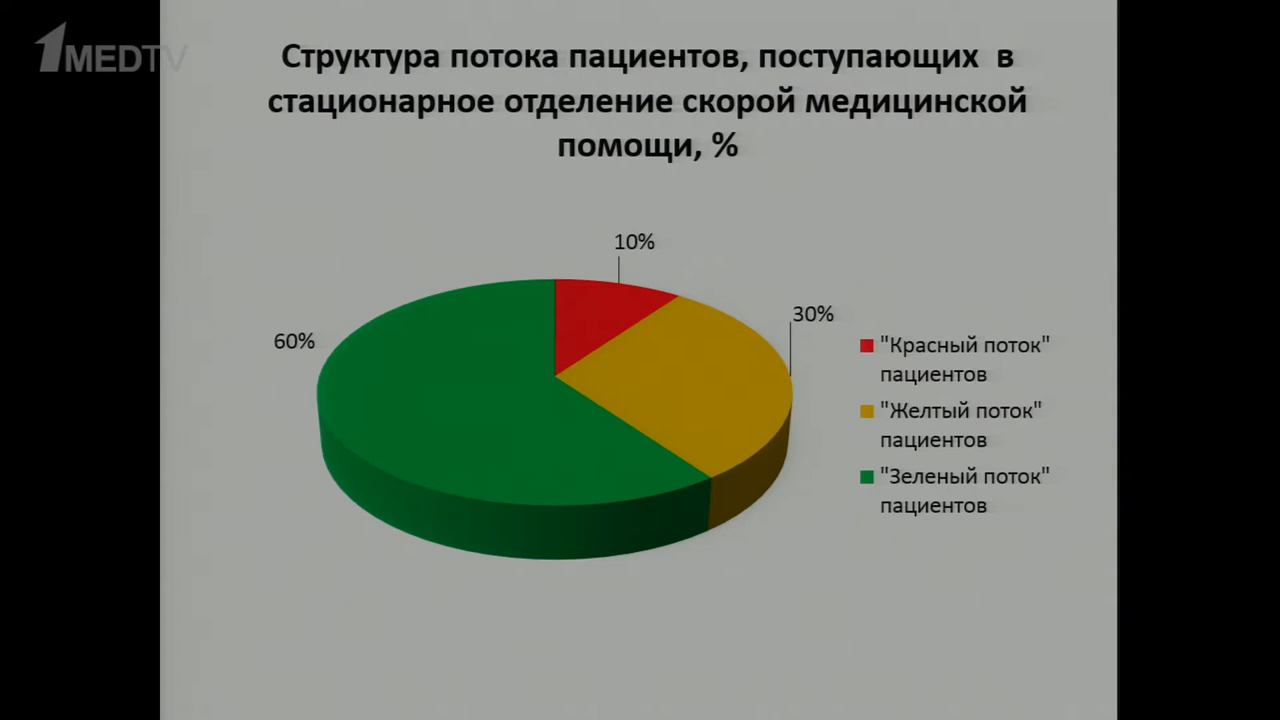 1MEDTV
Структура потока пациентов, поступающих в
стационарное отделение скорой медицинской
помощи, %
10%
30%
60%
"Красный поток"
пациентов
"Желтый поток"
пациентов
"Зеленый поток"
пациентов